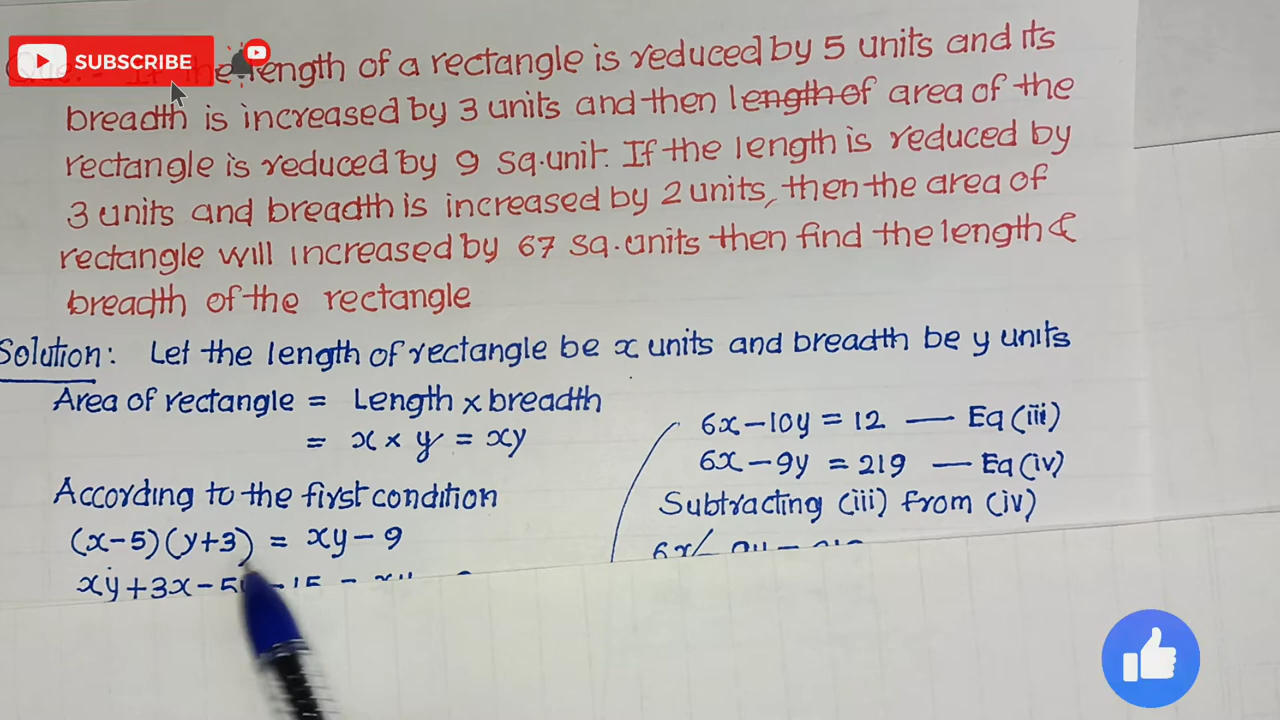 SUBSCRIBE
the length of a rectangle is reduced by 5 units and its
breadth is increased by 3 units and then length of area of the
rectangle is reduced by 9 sq.unit. If the length is reduced by
3 units and breadth is increased by 2 units, then the area of
rectangle will increased by 67 sq.units then find the length &
breadth of the rectangle
Solution: Let the length of rectangle be x units and breadth be y units
Area of rectangle = Length × breadth
= x × y = xy
According to the first condition
(x-5)(y+3) = xy-9
xy+3x-5
6x-10y = 12 — Eq(iii)
6x-9y = 219 — Eq(iv)
Subtracting (iii) from (iv)